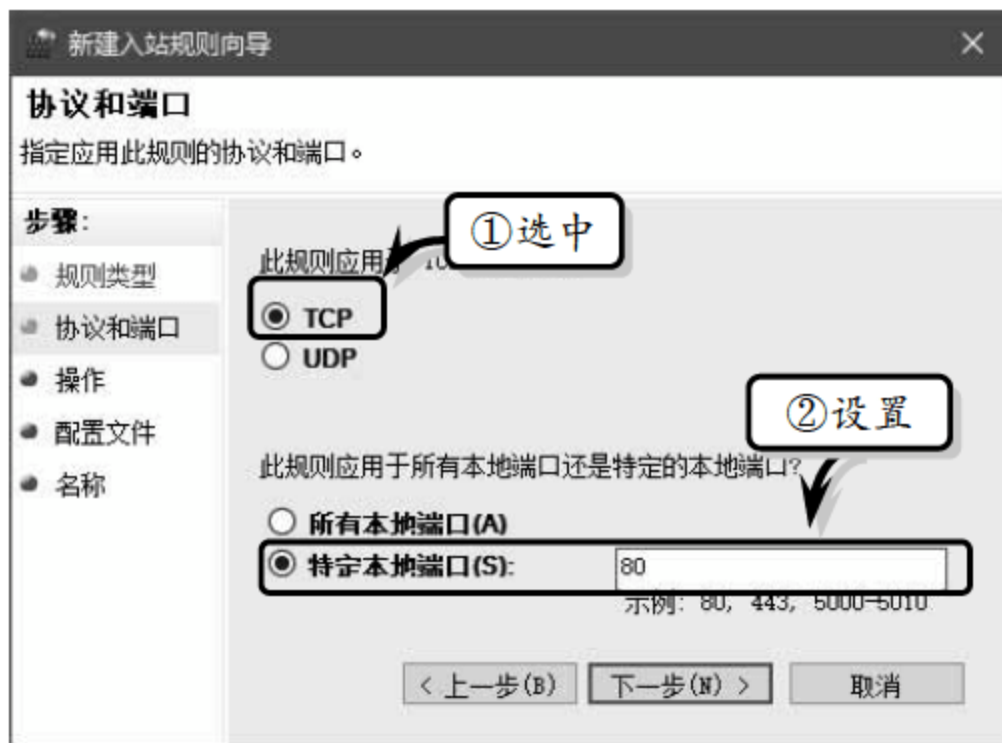 新建入站规则向导
协议和端口
指定应用此规则的协议和端口。
步骤:
规则类型
协议和端口
操作
配置文件
名称
①选中
此规则应用于
TCP
UDP
②设置
此规则应用于所有本地端口还是特定的本地端口?
所有本地端口(A)
特定本地端口(S):
80
示例: 80, 443, 5000-5010
< 上一步(B)
下一步(N) >
取消